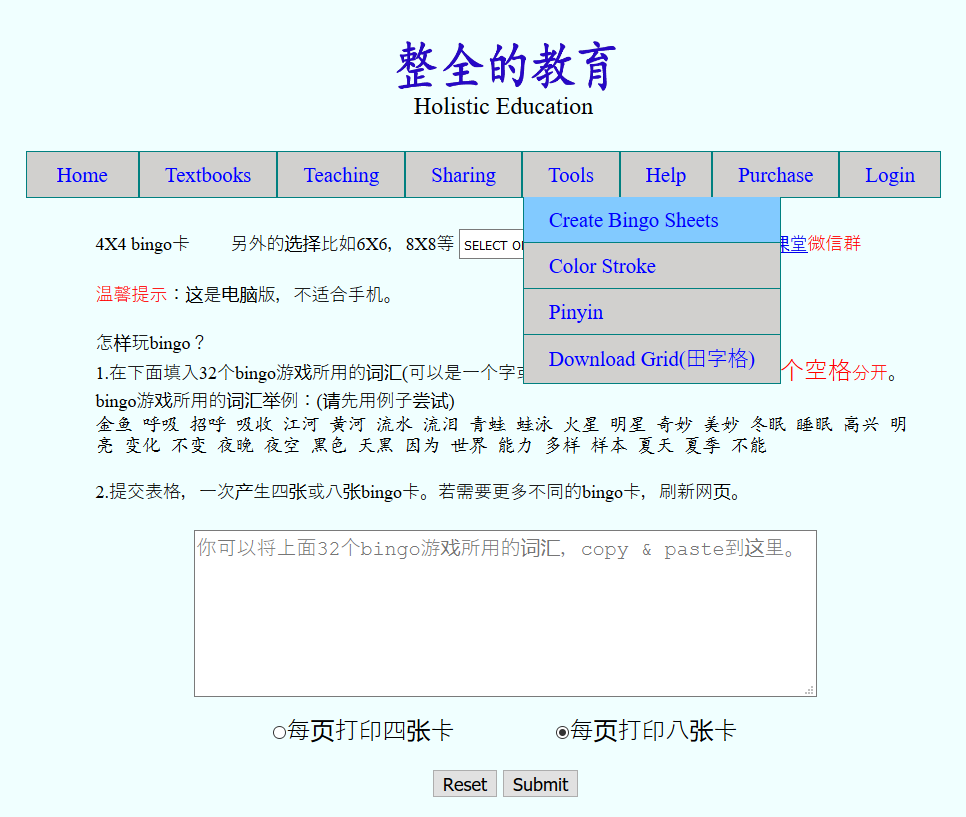 整全的教育
Holistic Education
Home Textbooks Teaching Sharing Tools Help Purchase Login
Create Bingo Sheets
Color Stroke
Pinyin
Download Grid(田字格)
4X4 bingo卡 另外的选择比如6X6，8X8等 SELECT 课堂微信群
温馨提示：这是电脑版，不适合手机。
怎样玩bingo？
1.在下面填入32个bingo游戏所用的词汇(可以是一个字或 个空格分开。
bingo游戏所用的词汇举例：(请先用例子尝试)
金鱼 呼吸 招呼 吸收 江河 黄河 流水 流泪 青蛙 蛙泳 火星 明星 奇妙 美妙 冬眠 睡眠 高兴 明
亮 变化 不变 夜晚 夜空 黑色 天黑 因为 世界 能力 多样 样本 夏天 夏季 不能
2.提交表格，一次产生四张或八张bingo卡。若需要更多不同的bingo卡，刷新网页。
你可以将上面32个bingo游戏所用的词汇，copy & paste到这里。
每页打印四张卡 每页打印八张卡
Reset Submit